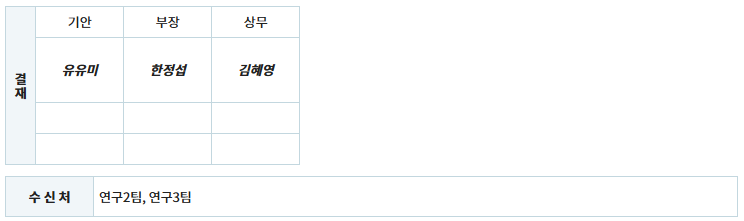 기안 부장 상무
결재 유유미 한정섭 김혜영
수신처 연구2팀, 연구3팀